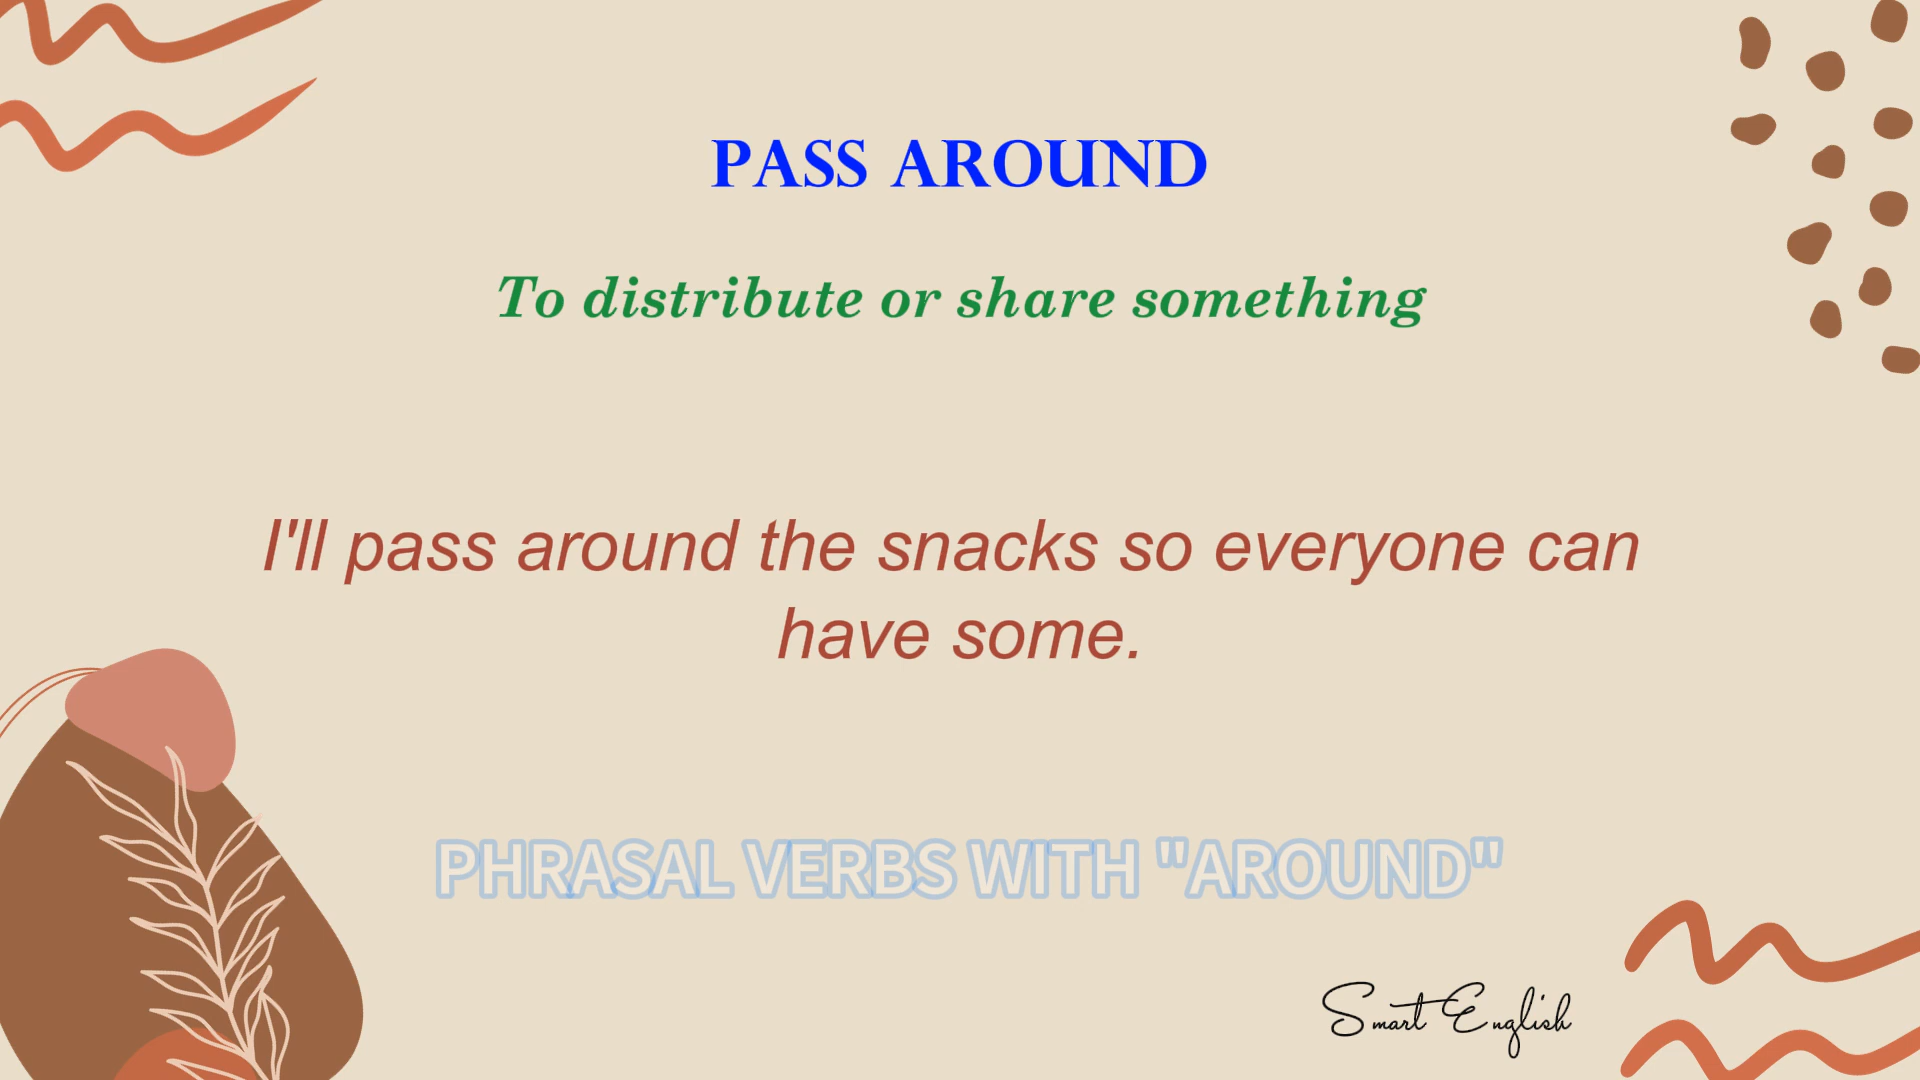 PASS AROUND
To distribute or share something
I'll pass around the snacks so everyone can
have some.
PHRASAL VERBS WITH "AROUND"
Smart English